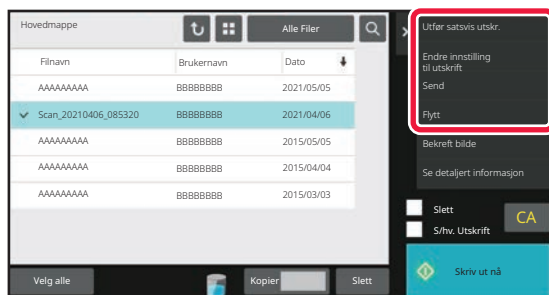 Hovedmappe
Alle Filer
Filnavn Brukernavn Dato
AAAAAAAAA BBBBBBBB 2021/05/05
Scan_20210406_085320 BBBBBBBB 2021/04/06
AAAAAAAAA BBBBBBBB 2015/05/05
AAAAAAAAA BBBBBBBB 2015/04/04
AAAAAAAAA BBBBBBBB 2015/03/03
Velg alle
Kopier
Slett
Utfør satsvis utskr.
Endre innstilling
til utskrift
Send
Flytt
Bekreft bilde
Se detaljert informasjon
Slett
S/hv. Utskrift
CA
Skriv ut nå